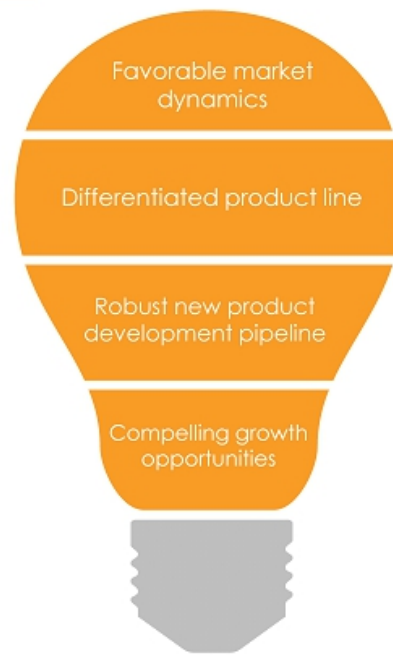 Favorable market
dynamics
Differentiated product line
Robust new product
development pipeline
Compelling growth
opportunities